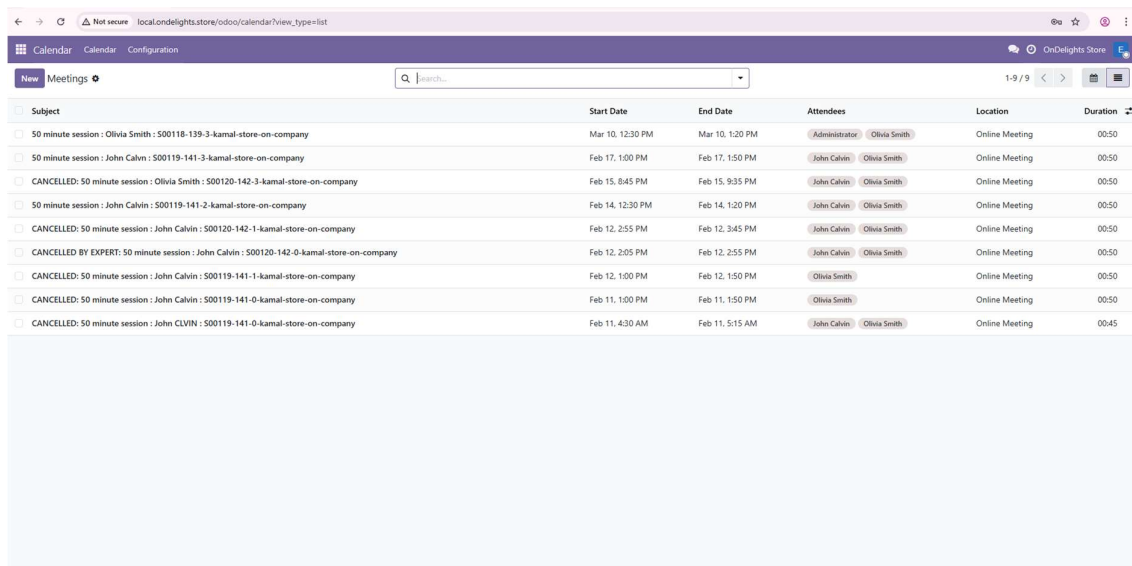 Not secure local.ondelights.store/odoo/calendar?view_type=list
Calendar Calendar Configuration OnDelights Store E
New Meetings Search... 1-9 / 9
Subject Start Date End Date Attendees Location Duration
50 minute session : Olivia Smith : S00118-139-3-kamal-store-on-company Mar 10, 12:30 PM Mar 10, 1:20 PM Administrator Olivia Smith Online Meeting 00:50
50 minute session : John Calvn : S00119-141-3-kamal-store-on-company Feb 17, 1:00 PM Feb 17, 1:50 PM John Calvin Olivia Smith Online Meeting 00:50
CANCELLED: 50 minute session : Olivia Smith : S00120-142-3-kamal-store-on-company Feb 15, 8:45 PM Feb 15, 9:35 PM John Calvin Olivia Smith Online Meeting 00:50
50 minute session : John Calvin : S00119-141-2-kamal-store-on-company Feb 14, 12:30 PM Feb 14, 1:20 PM John Calvin Olivia Smith Online Meeting 00:50
CANCELLED: 50 minute session : John Calvin : S00120-142-1-kamal-store-on-company Feb 12, 2:55 PM Feb 12, 3:45 PM John Calvin Olivia Smith Online Meeting 00:50
CANCELLED BY EXPERT: 50 minute session : John Calvin : S00120-142-0-kamal-store-on-company Feb 12, 2:05 PM Feb 12, 2:55 PM John Calvin Olivia Smith Online Meeting 00:50
CANCELLED: 50 minute session : John Calvin : S00119-141-1-kamal-store-on-company Feb 12, 1:00 PM Feb 12, 1:50 PM Olivia Smith Online Meeting 00:50
CANCELLED: 50 minute session : John Calvin : S00119-141-0-kamal-store-on-company Feb 11, 1:00 PM Feb 11, 1:50 PM Olivia Smith Online Meeting 00:50
CANCELLED: 50 minute session : John CLVIN : S00119-141-0-kamal-store-on-company Feb 11, 4:30 AM Feb 11, 5:15 AM John Calvin Olivia Smith Online Meeting 00:45